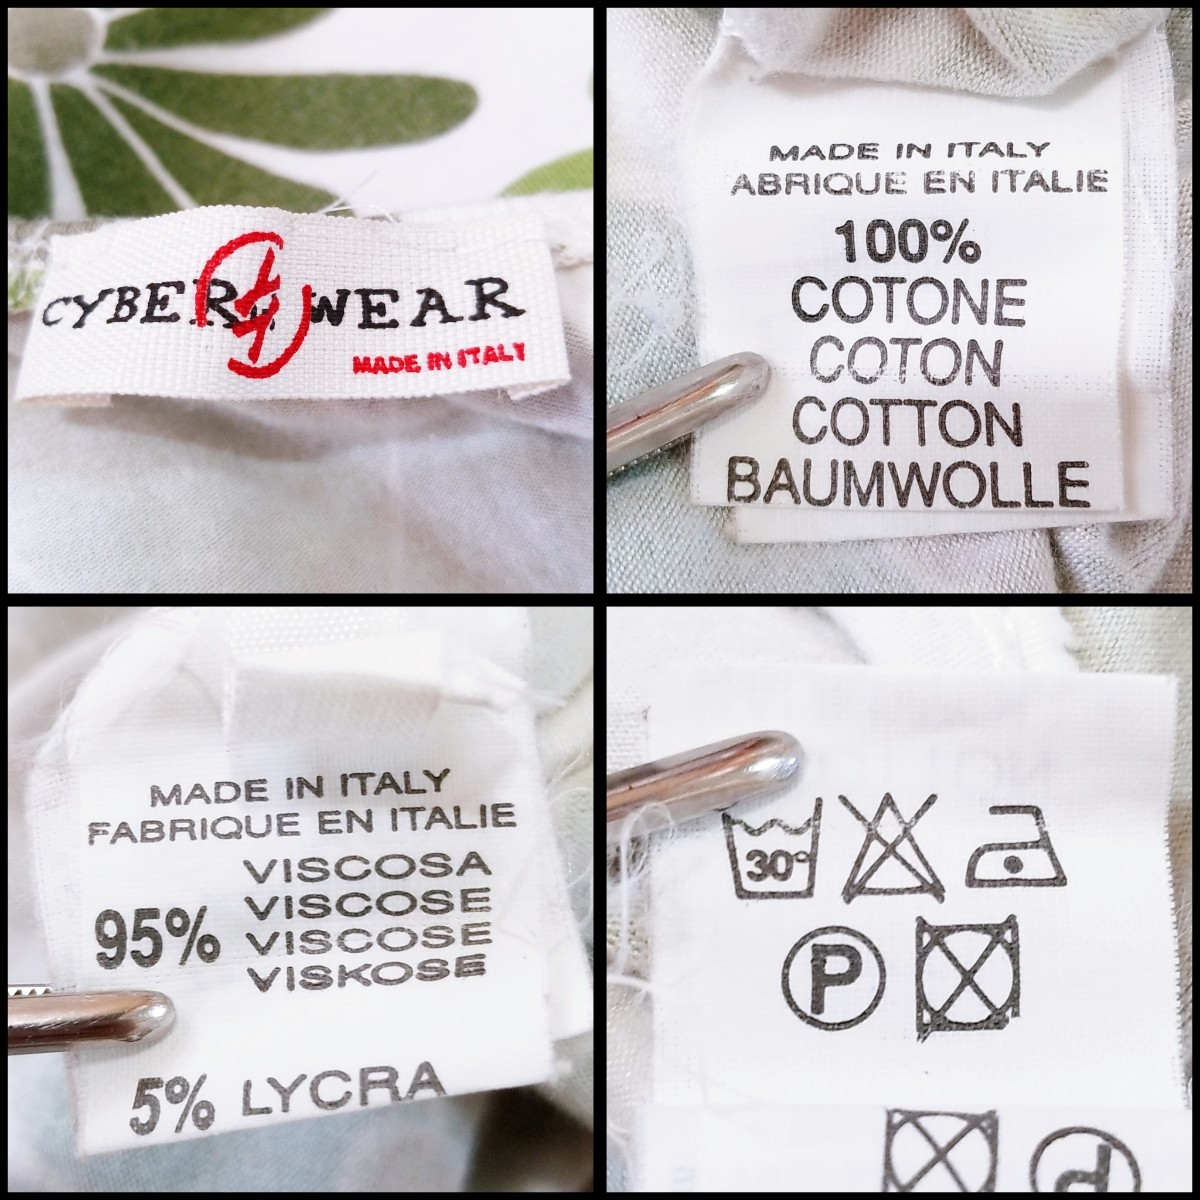 CYBER WEAR
MADE IN ITALY
MADE IN ITALY
ABRIQUE EN ITALIE
100%
COTONE
COTON
COTTON
BAUMWOLLE
MADE IN ITALY
FABRIQUE EN ITALIE
VISCOSA
VISCOSE
95% VISCOSE
VISKOSE
5% LYCRA
30°
P
P